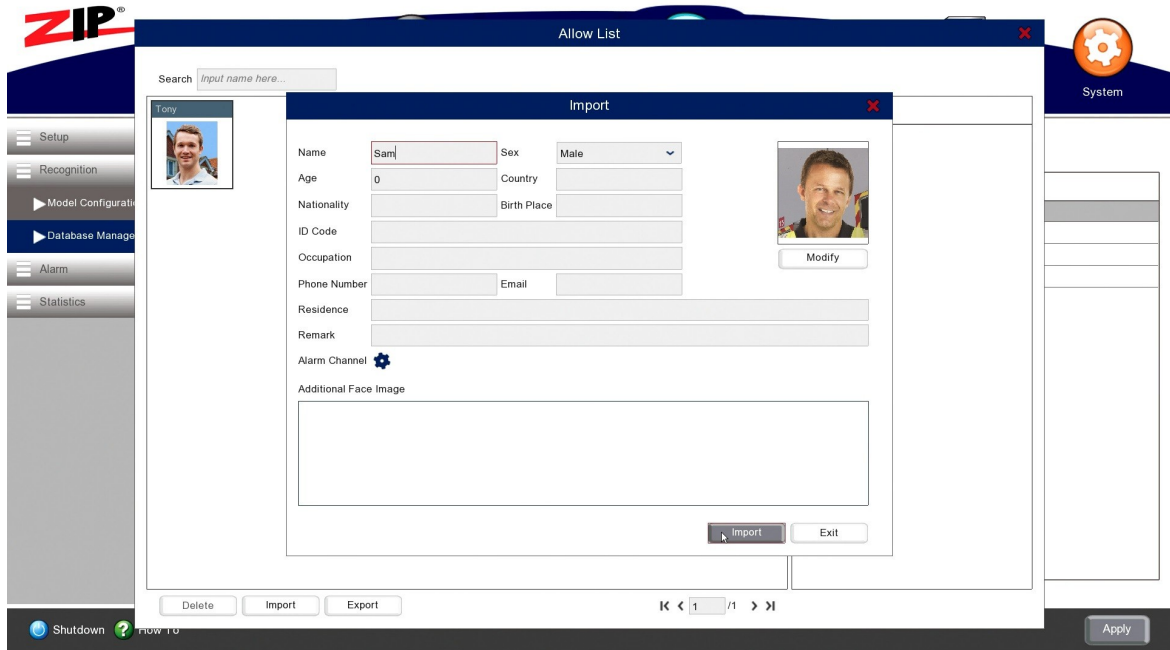 ZIP®
Allow List
System
Search Input name here...
Tony
Import
Setup
Recognition
Model Configurati
Database Manage
Alarm
Statistics
Name Sam Sex Male
Age 0 Country
Nationality Birth Place
ID Code
Occupation
Modify
Phone Number Email
Residence
Remark
Alarm Channel
Additional Face Image
Import Exit
Delete Import Export 1 /1
Shutdown ? How To
Apply